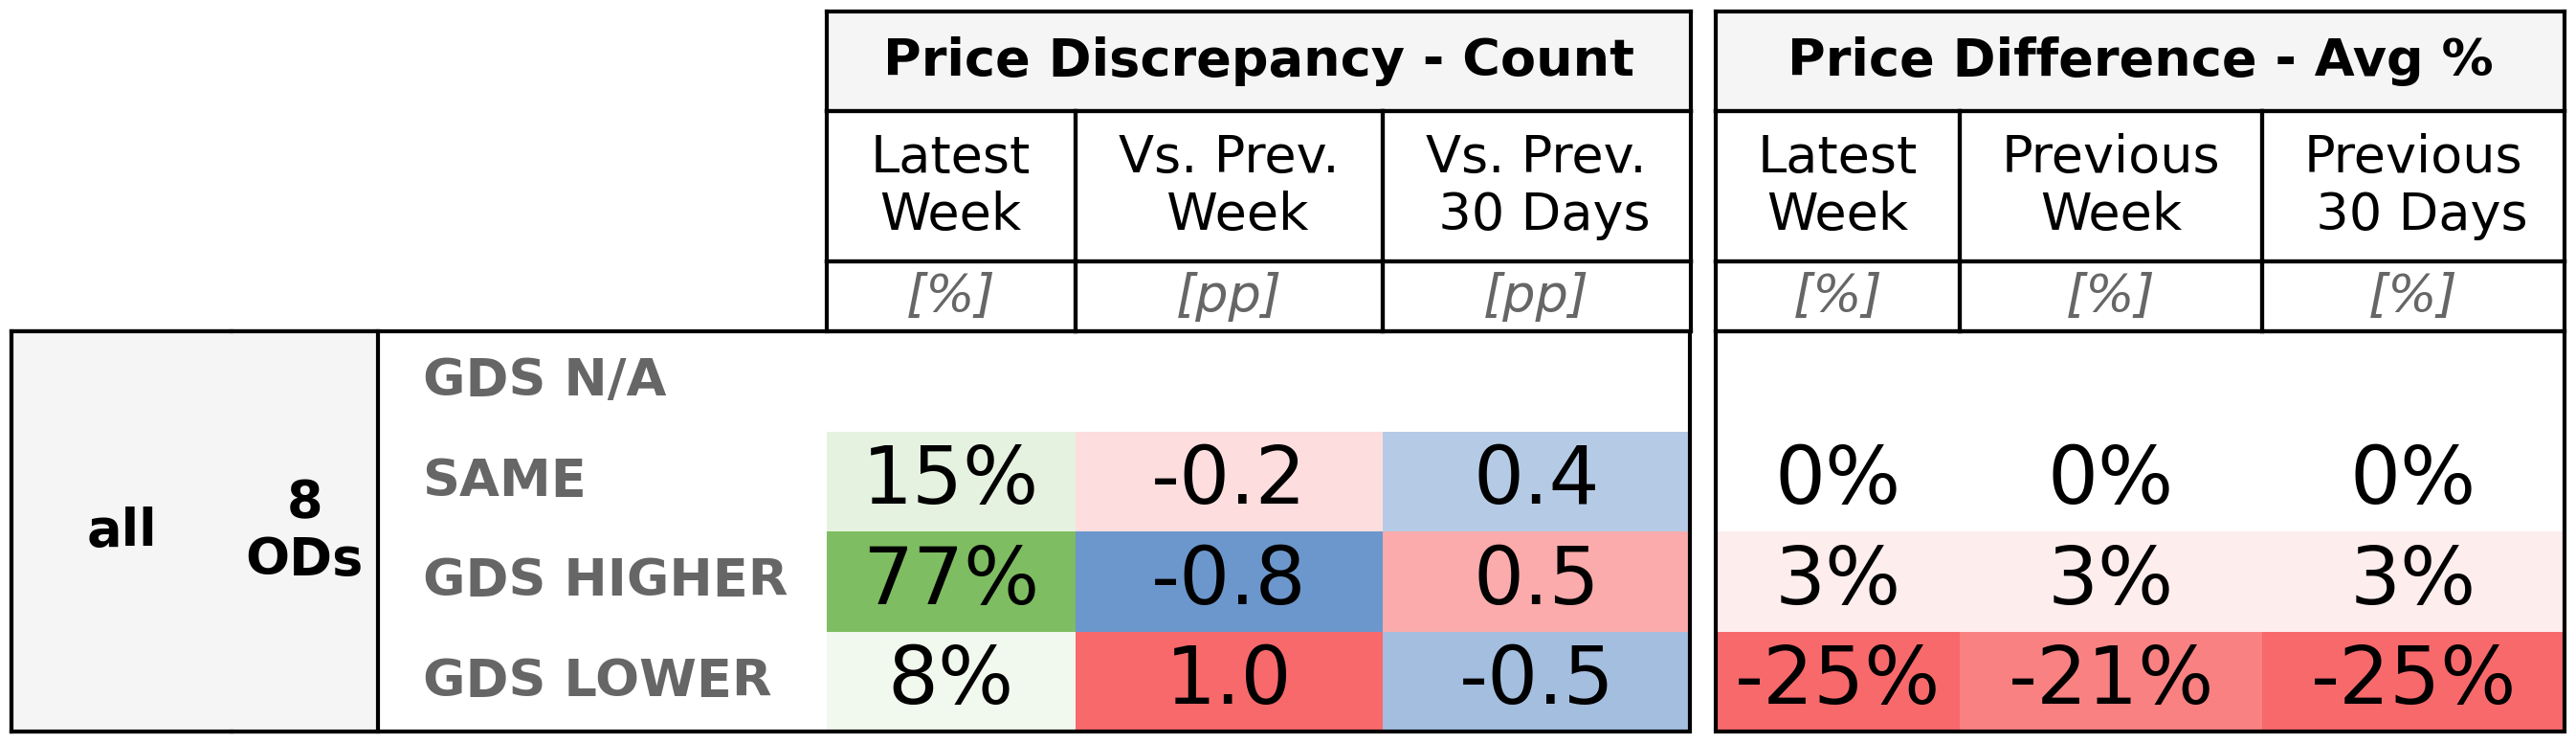 Price Discrepancy - Count Price Difference - Avg %
Latest Week Vs. Prev. Week Vs. Prev. 30 Days Latest Week Previous Week Previous 30 Days
[%] [pp] [pp] [%] [%] [%]
all 8 ODs
GDS N/A
SAME 15% -0.2 0.4 0% 0% 0%
GDS HIGHER 77% -0.8 0.5 3% 3% 3%
GDS LOWER 8% 1.0 -0.5 -25% -21% -25%